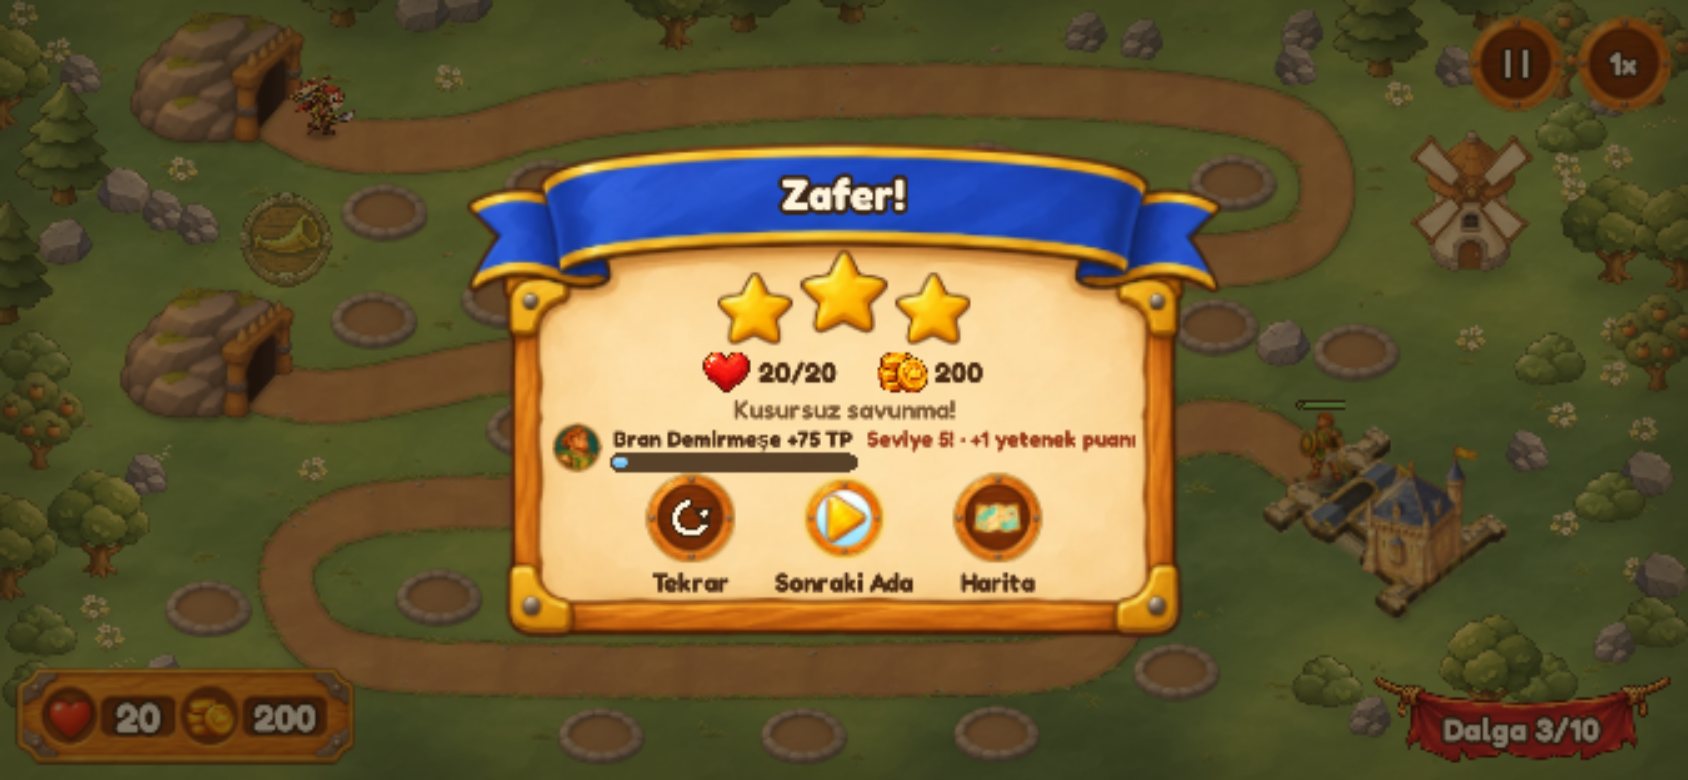 1x
Zafer!
20/20 200
Kusursuz savunma!
Bran Demirmeşe +75 TP Seviye 5! · +1 yetenek puanı
Tekrar Sonraki Ada Harita
20 200
Dalga 3/10